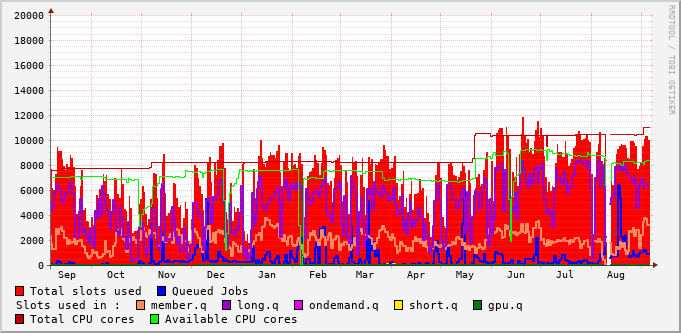 20000
18000
16000
14000
12000
10000
8000
6000
4000
2000
0
Sep Oct Nov Dec Jan Feb Mar Apr May Jun Jul Aug
RRDTOOL / TOBI OETIKER
Total slots used Queued Jobs
Slots used in : member.q long.q ondemand.q short.q gpu.q
Total CPU cores Available CPU cores